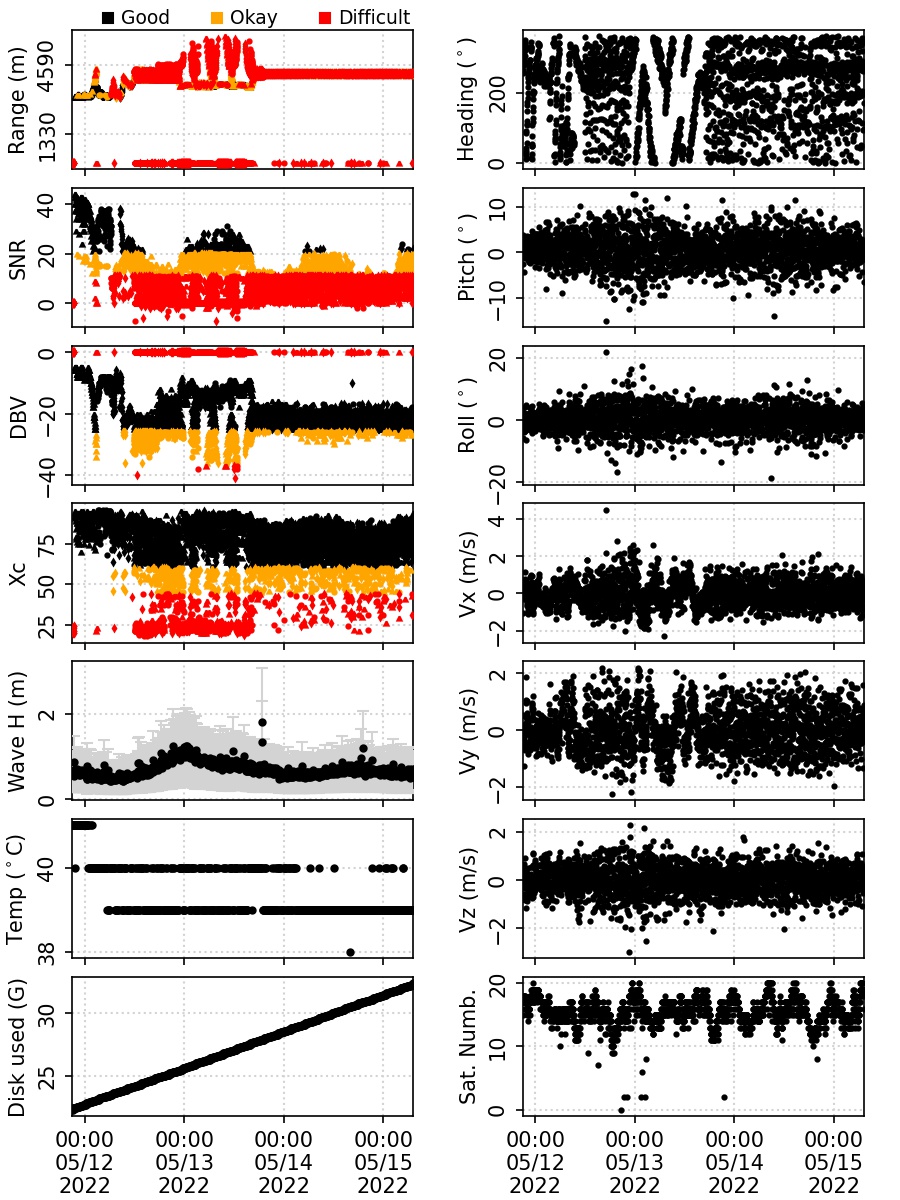 Good Okay Difficult
Range (m)
4590
1330
Heading (°)
200
0
SNR
40
20
0
Pitch (°)
10
0
−10
DBV
0
−20
−40
Roll (°)
20
0
−20
Xc
75
50
25
Vx (m/s)
4
2
0
−2
Wave H (m)
2
0
Vy (m/s)
2
0
−2
Temp (°C)
40
38
Vz (m/s)
2
0
−2
Disk used (G)
30
25
Sat. Numb.
20
10
0
00:00 00:00 00:00 00:00
05/12 05/13 05/14 05/15
2022 2022 2022 2022
00:00 00:00 00:00 00:00
05/12 05/13 05/14 05/15
2022 2022 2022 2022